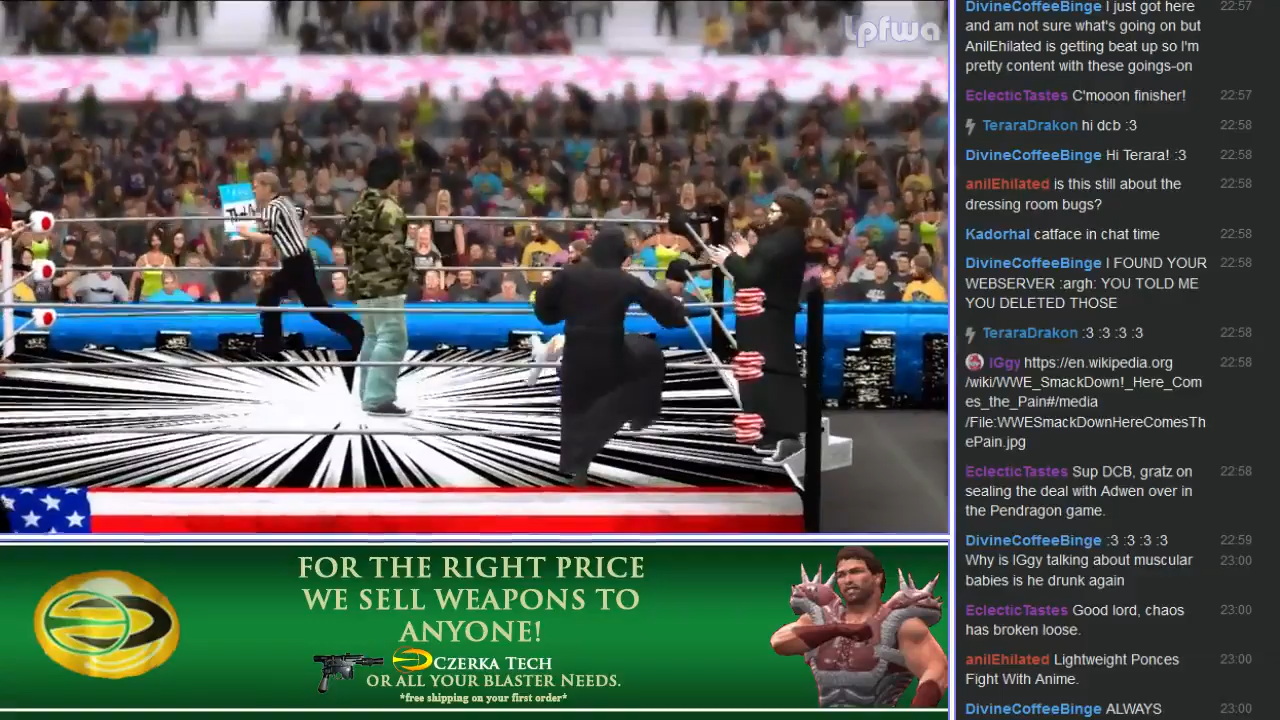 lpfwa
DivineCoffeeBinge I just got here 22:57
and am not sure what's going on but
AnilEhilated is getting beat up so I'm
pretty content with these goings-on
EclecticTastes C'mooon finisher! 22:57
TeraraDrakon hi dcb :3 22:58
DivineCoffeeBinge Hi Terara! :3 22:58
anilEhilated is this still about the 22:58
dressing room bugs?
Kadorhal catface in chat time 22:58
DivineCoffeeBinge I FOUND YOUR 22:58
WEBSERVER :argh: YOU TOLD ME
YOU DELETED THOSE
TeraraDrakon :3 :3 :3 :3 22:58
IGgy https://en.wikipedia.org 22:58
/wiki/WWE_SmackDown!_Here_Com
es_the_Pain#/media
/File:WWESmackDownHereComesTh
ePain.jpg
EclecticTastes Sup DCB, gratz on 22:58
sealing the deal with Adwen over in
the Pendragon game.
DivineCoffeeBinge :3 :3 :3 :3 22:59
Why is IGgy talking about muscular 23:00
babies is he drunk again
EclecticTastes Good lord, chaos 23:00
has broken loose.
anilEhilated Lightweight Ponces 23:00
Fight With Anime.
DivineCoffeeBinge ALWAYS 23:00
FOR THE RIGHT PRICE
WE SELL WEAPONS TO
ANYONE!
CZERKA TECH
OR ALL YOUR BLASTER NEEDS.
*free shipping on your first order*